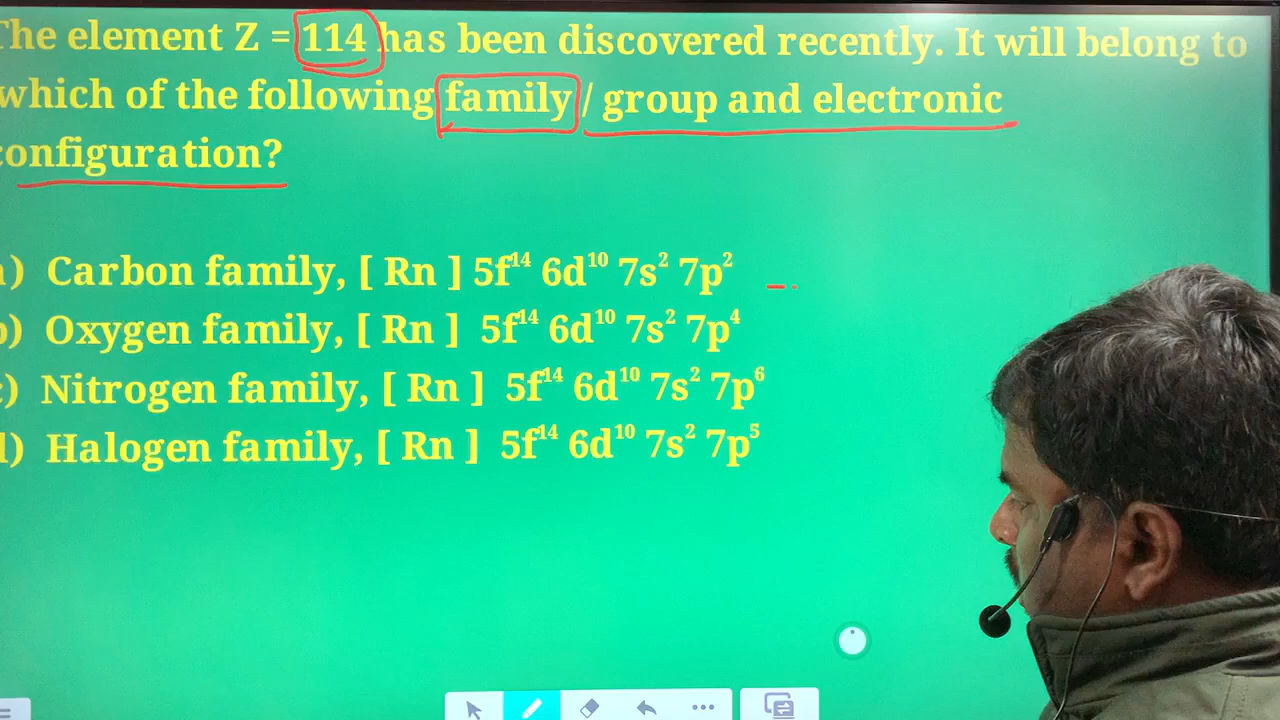 The element Z = 114 has been discovered recently. It will belong to
which of the following family / group and electronic
configuration?
a) Carbon family, [ Rn ] 5f¹⁴ 6d¹⁰ 7s² 7p²
b) Oxygen family, [ Rn ] 5f¹⁴ 6d¹⁰ 7s² 7p⁴
c) Nitrogen family, [ Rn ] 5f¹⁴ 6d¹⁰ 7s² 7p⁶
d) Halogen family, [ Rn ] 5f¹⁴ 6d¹⁰ 7s² 7p⁵